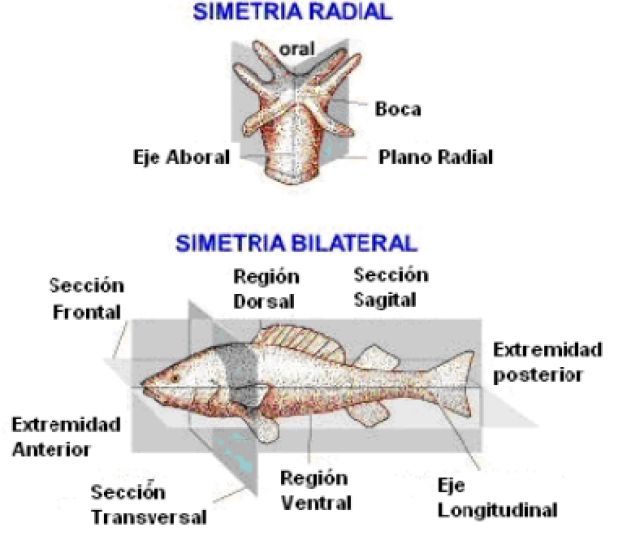 SIMETRIA RADIAL
oral
Boca
Eje Aboral
Plano Radial
SIMETRIA BILATERAL
Sección
Frontal
Región
Dorsal
Sección
Sagital
Extremidad
posterior
Extremidad
Anterior
Sección
Transversal
Región
Ventral
Eje
Longitudinal